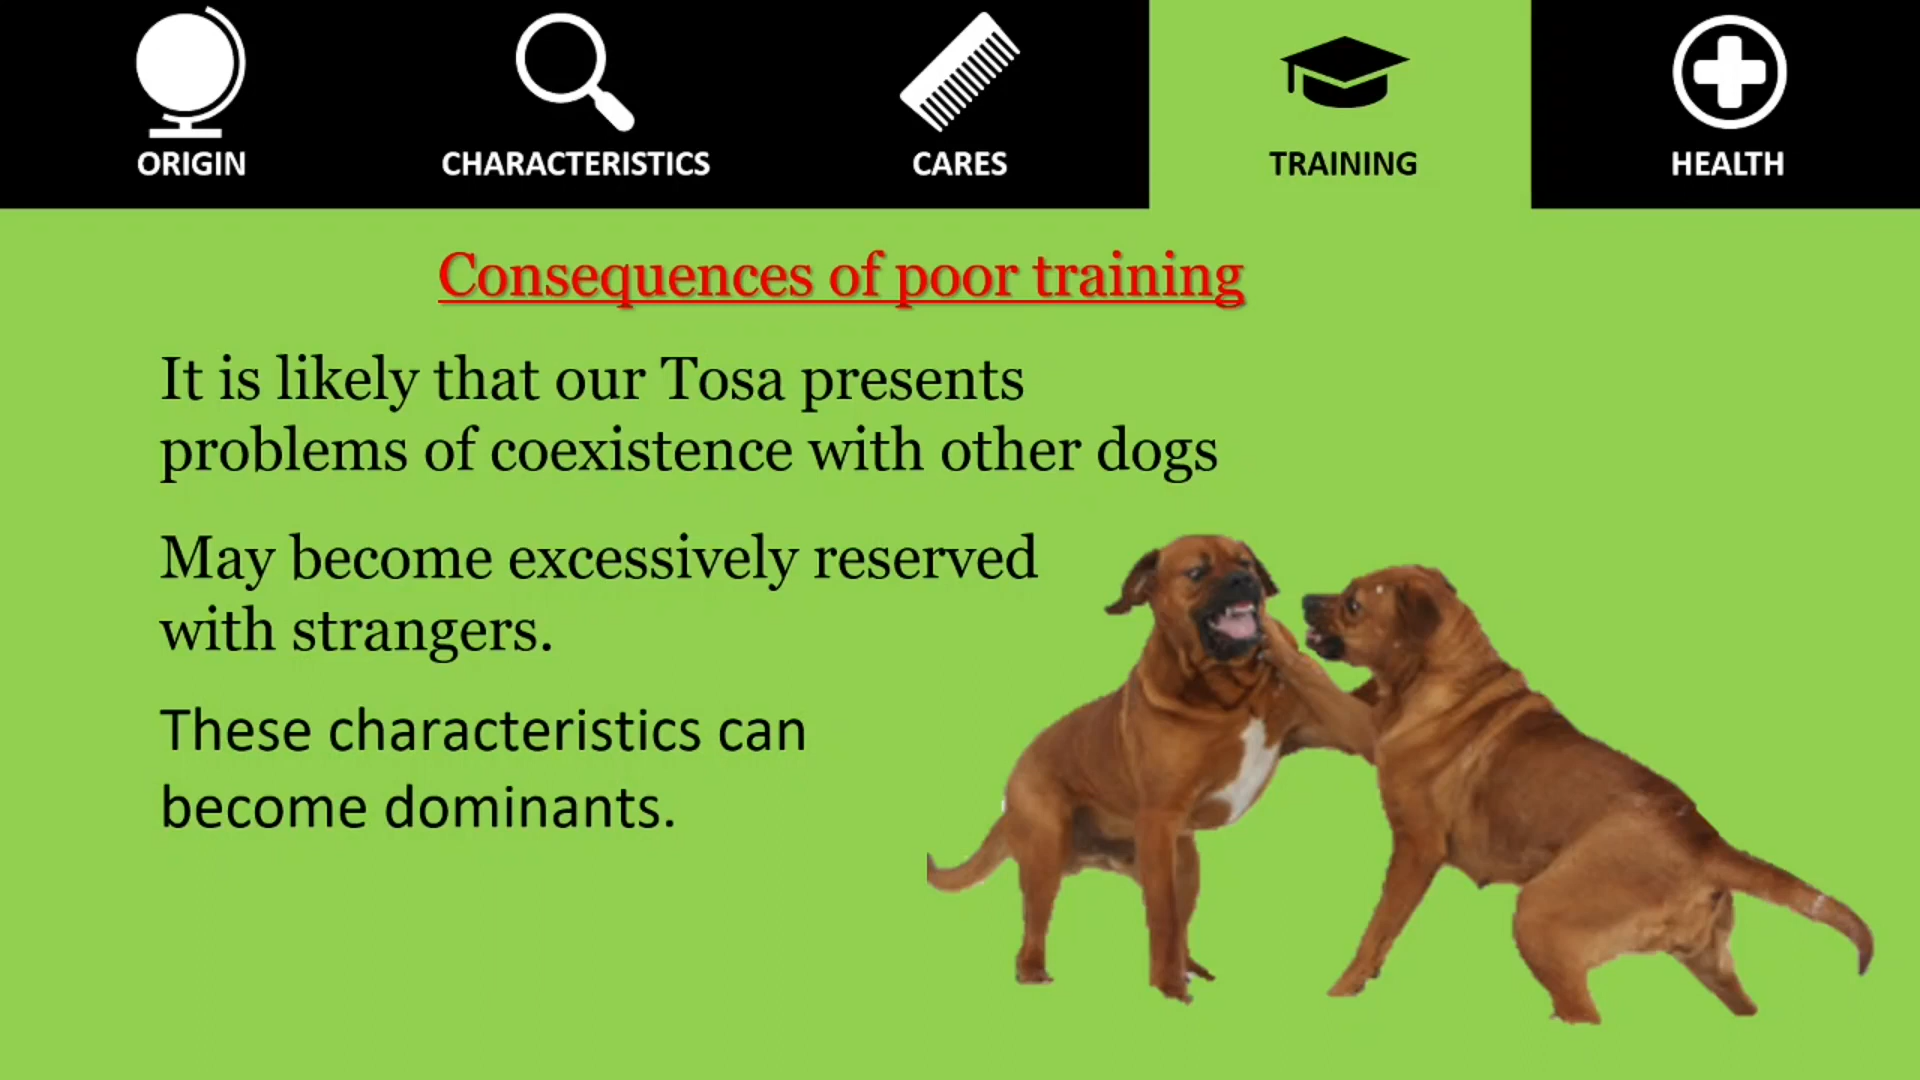 ORIGIN
CHARACTERISTICS
CARES
TRAINING
HEALTH
Consequences of poor training
It is likely that our Tosa presents
problems of coexistence with other dogs
May become excessively reserved
with strangers.
These characteristics can
become dominants.